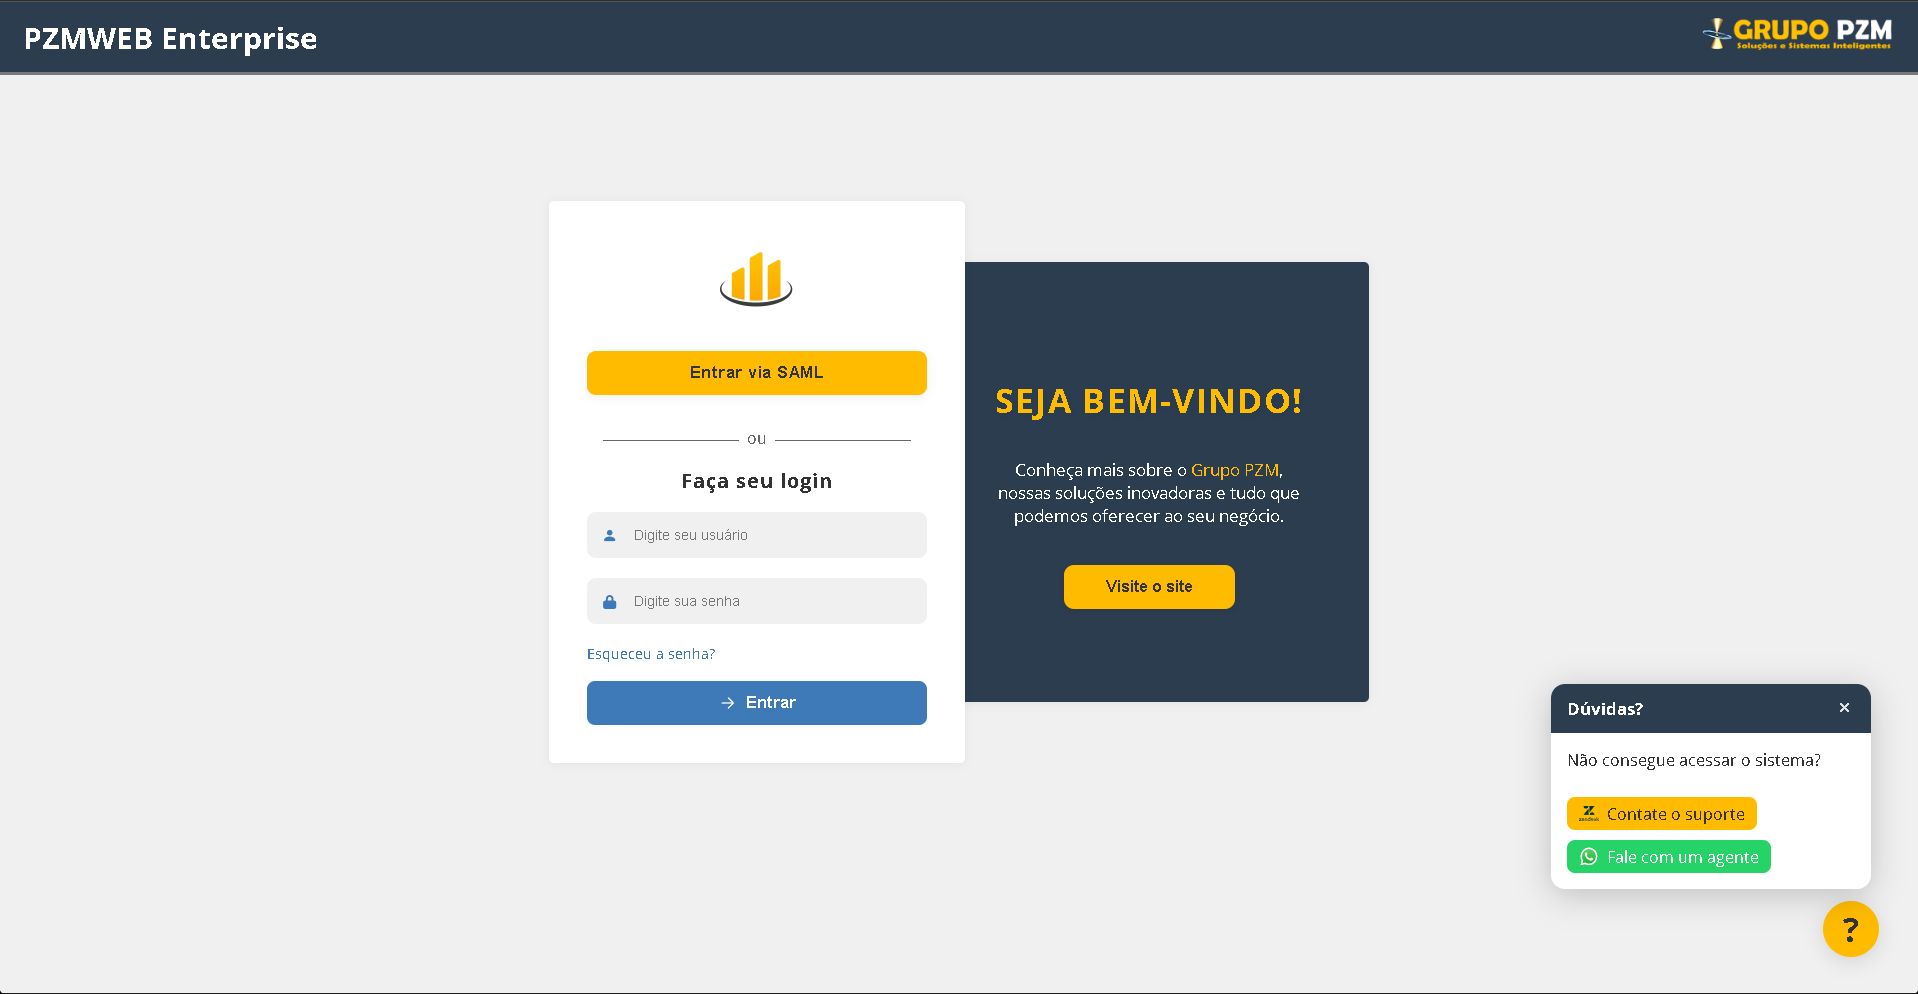 PZMWEB Enterprise
GRUPO PZM
Soluções e Sistemas Inteligentes
Entrar via SAML
ou
Faça seu login
Digite seu usuário
Digite sua senha
Esqueceu a senha?
→ Entrar
SEJA BEM-VINDO!
Conheça mais sobre o Grupo PZM,
nossas soluções inovadoras e tudo que
podemos oferecer ao seu negócio.
Visite o site
Dúvidas? ×
Não consegue acessar o sistema?
zendesk Contate o suporte
Fale com um agente
?